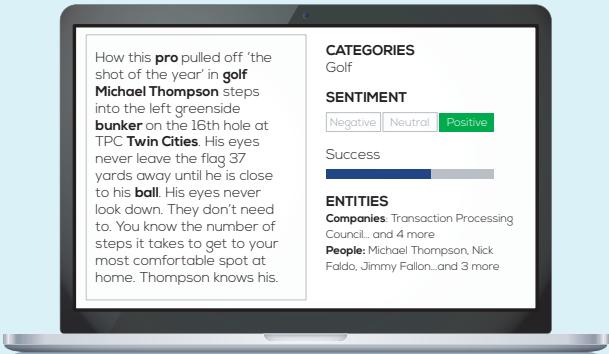 How this pro pulled off ‘the
shot of the year’ in golf
Michael Thompson steps
into the left greenside
bunker on the 16th hole at
TPC Twin Cities. His eyes
never leave the flag 37
yards away until he is close
to his ball. His eyes never
look down. They don’t need
to. You know the number of
steps it takes to get to your
most comfortable spot at
home. Thompson knows his.
CATEGORIES
Golf
SENTIMENT
Negative Neutral Positive
Success
ENTITIES
Companies: Transaction Processing
Council... and 4 more
People: Michael Thompson, Nick
Faldo, Jimmy Fallon...and 3 more